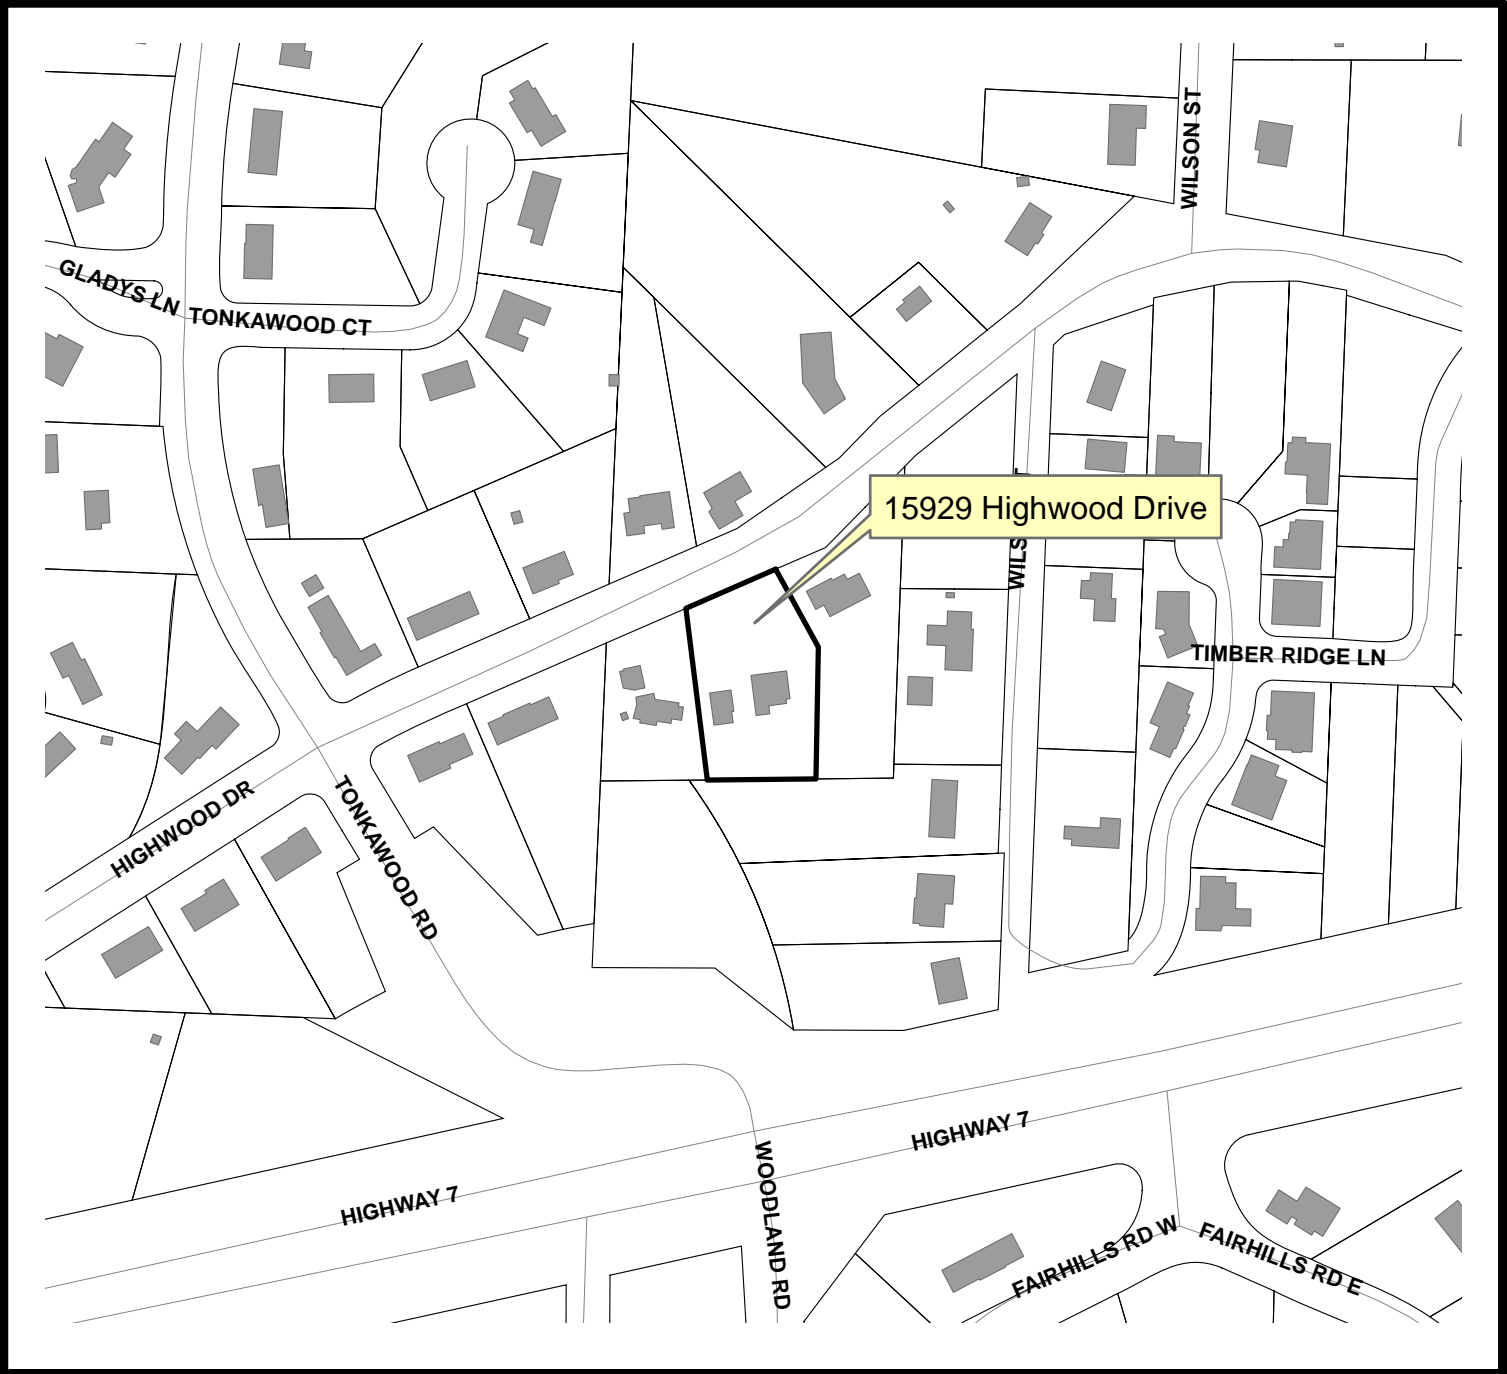 WILSON ST
GLADYS LN
TONKAWOOD CT
15929 Highwood Drive
WILS
TIMBER RIDGE LN
HIGHWOOD DR
TONKAWOOD RD
HIGHWAY 7
HIGHWAY 7
WOODLAND RD
FAIRHILLS RD W
FAIRHILLS RD E